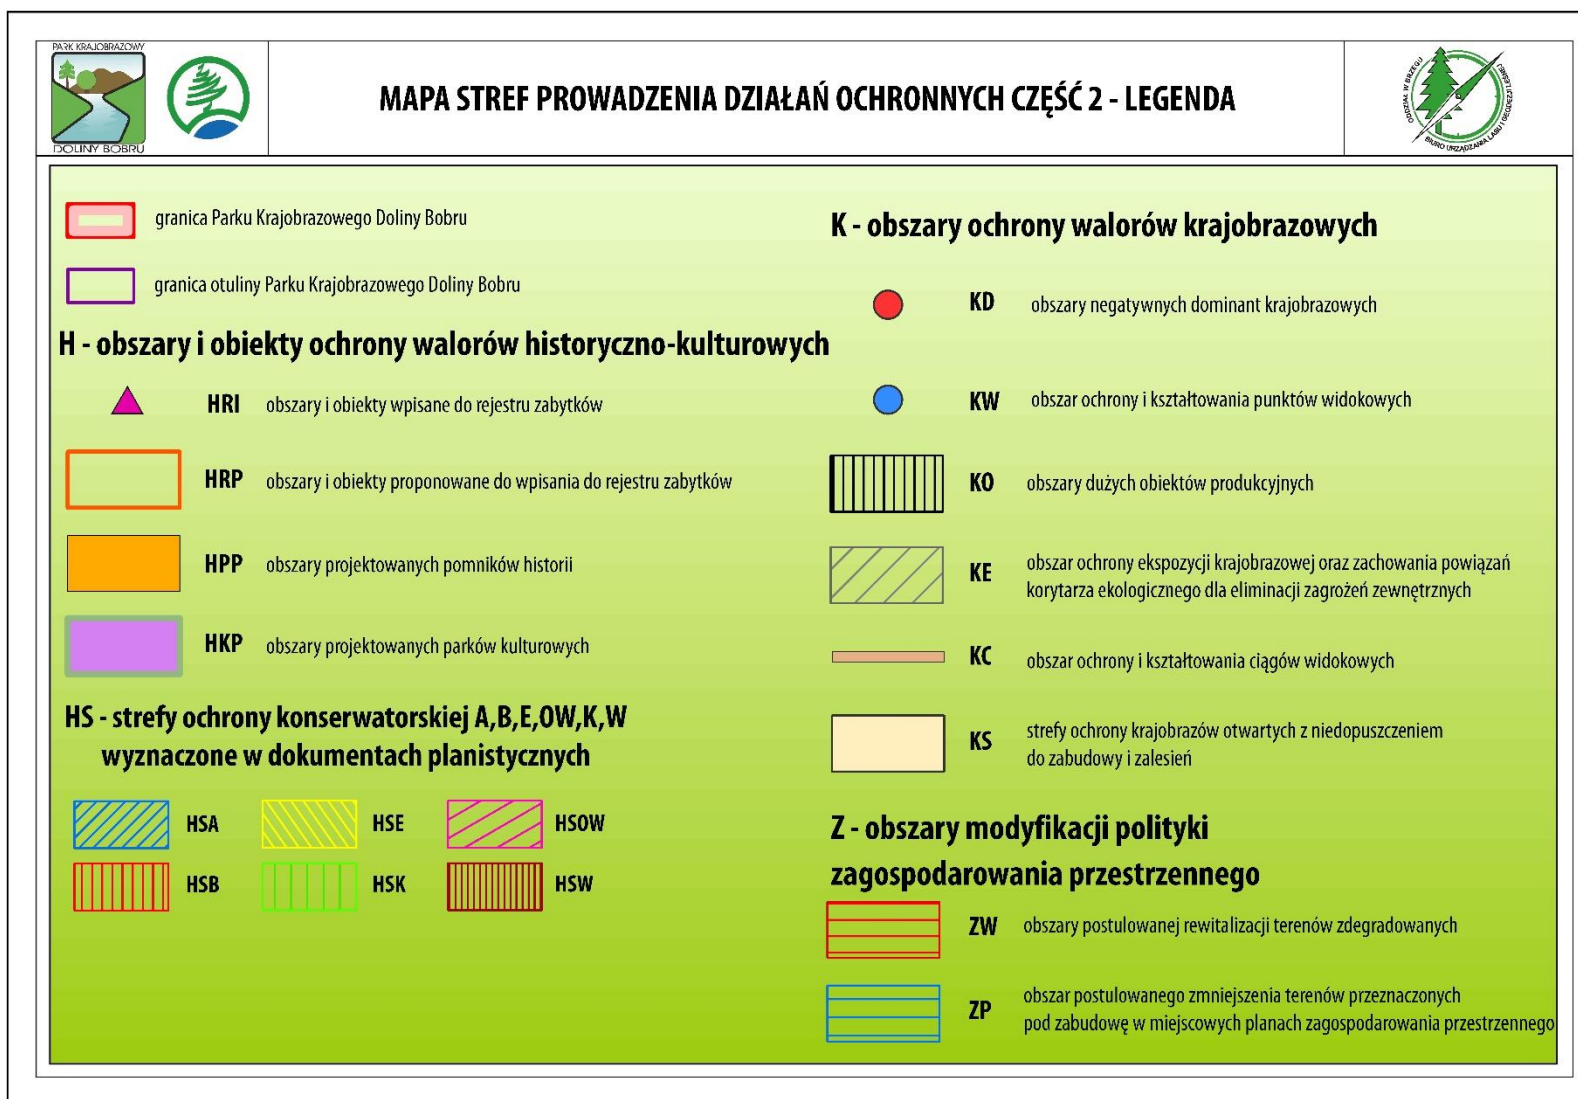 PARK KRAJOBRAZOWY
DOLINY BOBRU
MAPA STREF PROWADZENIA DZIAŁAŃ OCHRONNYCH CZĘŚĆ 2 - LEGENDA
ODDZIAŁ W BRZEGU
BIURO URZĄDZANIA LASU I GEODEZJI LEŚNEJ
granica Parku Krajobrazowego Doliny Bobru
granica otuliny Parku Krajobrazowego Doliny Bobru
H - obszary i obiekty ochrony walorów historyczno-kulturowych
HRI obszary i obiekty wpisane do rejestru zabytków
HRP obszary i obiekty proponowane do wpisania do rejestru zabytków
HPP obszary projektowanych pomników historii
HKP obszary projektowanych parków kulturowych
HS - strefy ochrony konserwatorskiej A,B,E,OW,K,W
wyznaczone w dokumentach planistycznych
HSA HSE HSOW
HSB HSK HSW
K - obszary ochrony walorów krajobrazowych
KD obszary negatywnych dominant krajobrazowych
KW obszar ochrony i kształtowania punktów widokowych
KO obszary dużych obiektów produkcyjnych
KE obszar ochrony ekspozycji krajobrazowej oraz zachowania powiązań
korytarza ekologicznego dla eliminacji zagrożeń zewnętrznych
KC obszar ochrony i kształtowania ciągów widokowych
KS strefy ochrony krajobrazów otwartych z niedopuszczeniem
do zabudowy i zalesień
Z - obszary modyfikacji polityki
zagospodarowania przestrzennego
ZW obszary postulowanej rewitalizacji terenów zdegradowanych
ZP obszar postulowanego zmniejszenia terenów przeznaczonych
pod zabudowę w miejscowych planach zagospodarowania przestrzennego